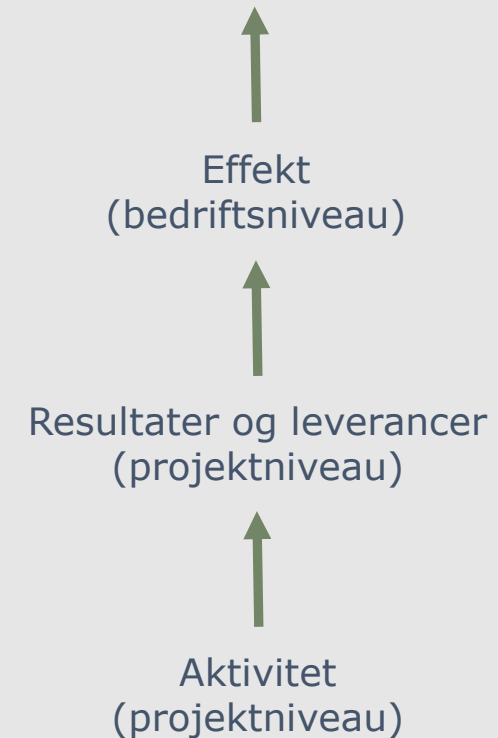 Effekt
(bedriftsniveau)
Resultater og leverancer
(projektniveau)
Aktivitet
(projektniveau)